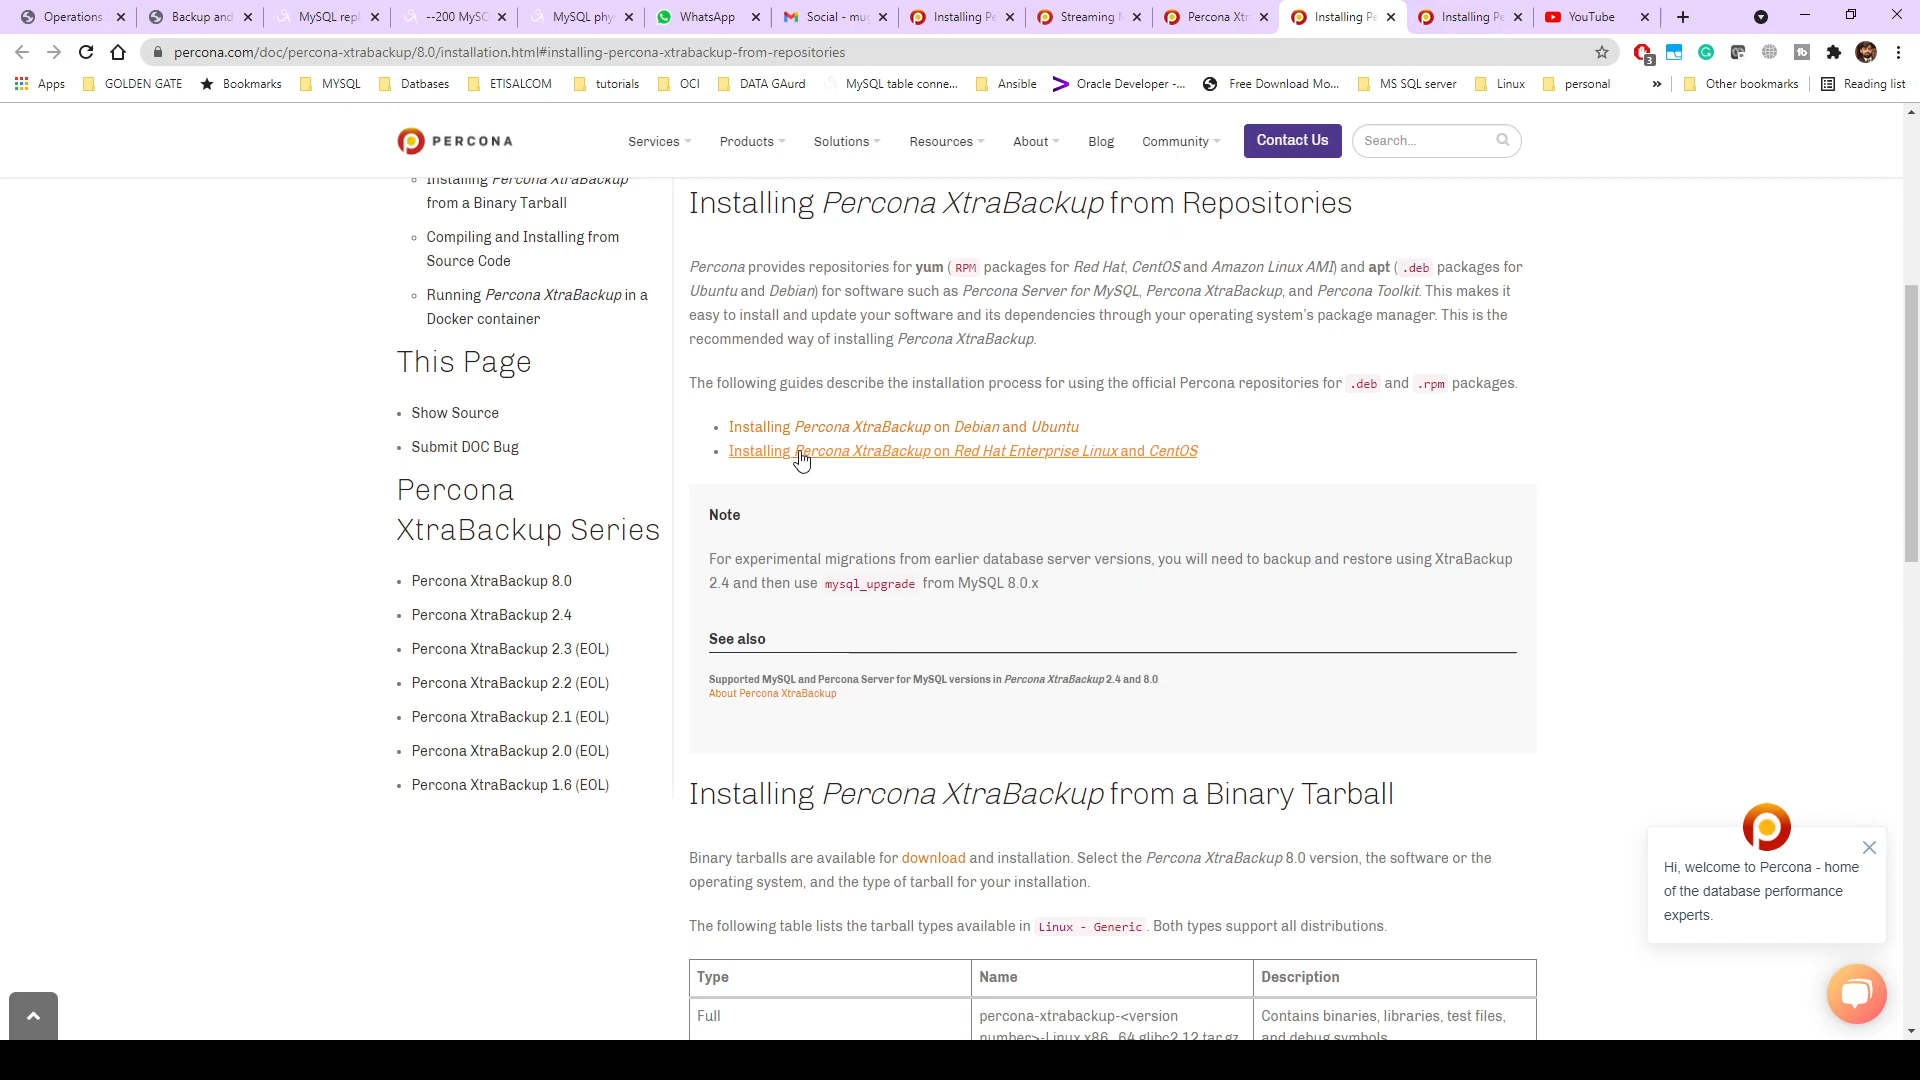 Operations
Backup and
MySQL repl
--200 MySQ
MySQL phy
WhatsApp
Social - mu
Installing Pe
Streaming
Percona Xtr
Installing Pe
Installing Pe
YouTube
percona.com/doc/percona-xtrabackup/8.0/installation.html#installing-percona-xtrabackup-from-repositories
3
Apps
GOLDEN GATE
Bookmarks
MYSQL
Datbases
ETISALCOM
tutorials
OCI
DATA GAurd
MySQL table conne...
Ansible
Oracle Developer -...
Free Download Mo...
MS SQL server
Linux
personal
»
Other bookmarks
Reading list
PERCONA
Services
Products
Solutions
Resources
About
Blog
Community
Contact Us
Search...
Installing Percona XtraBackup
from a Binary Tarball
Compiling and Installing from
Source Code
Running Percona XtraBackup in a
Docker container
This Page
Show Source
Submit DOC Bug
Percona
XtraBackup Series
Percona XtraBackup 8.0
Percona XtraBackup 2.4
Percona XtraBackup 2.3 (EOL)
Percona XtraBackup 2.2 (EOL)
Percona XtraBackup 2.1 (EOL)
Percona XtraBackup 2.0 (EOL)
Percona XtraBackup 1.6 (EOL)
Installing Percona XtraBackup from Repositories
Percona provides repositories for yum ( RPM packages for Red Hat, CentOS and Amazon Linux AMI) and apt ( .deb packages for
Ubuntu and Debian) for software such as Percona Server for MySQL, Percona XtraBackup, and Percona Toolkit. This makes it
easy to install and update your software and its dependencies through your operating system's package manager. This is the
recommended way of installing Percona XtraBackup.
The following guides describe the installation process for using the official Percona repositories for .deb and .rpm packages.
Installing Percona XtraBackup on Debian and Ubuntu
Installing Percona XtraBackup on Red Hat Enterprise Linux and CentOS
Note
For experimental migrations from earlier database server versions, you will need to backup and restore using XtraBackup
2.4 and then use mysql_upgrade from MySQL 8.0.x
See also
Supported MySQL and Percona Server for MySQL versions in Percona XtraBackup 2.4 and 8.0
About Percona XtraBackup
Installing Percona XtraBackup from a Binary Tarball
Binary tarballs are available for download and installation. Select the Percona XtraBackup 8.0 version, the software or the
operating system, and the type of tarball for your installation.
The following table lists the tarball types available in Linux - Generic . Both types support all distributions.
Type
Name
Description
Full
percona-xtrabackup-<version
number>-Linux.x86_64.glibc2.12.tar.gz
Contains binaries, libraries, test files,
and debug symbols
Hi, welcome to Percona - home
of the database performance
experts.